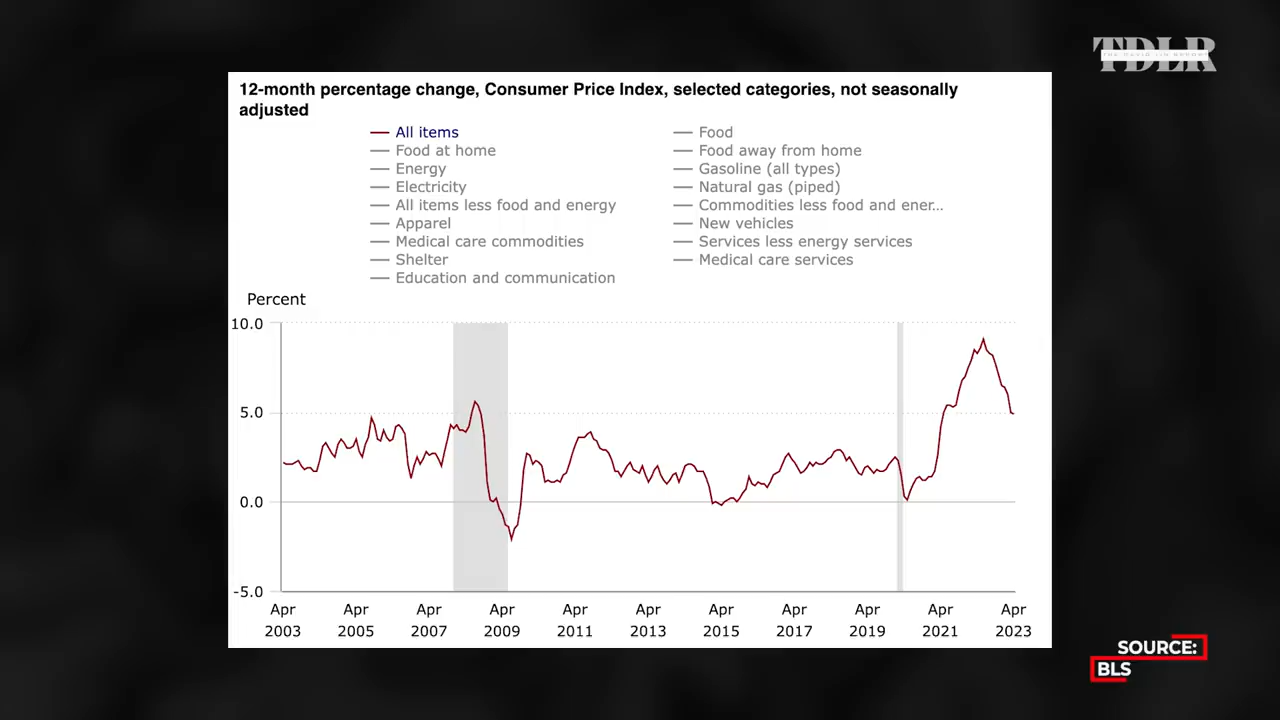 TDLR
12-month percentage change, Consumer Price Index, selected categories, not seasonally
adjusted
All items
Food
Food at home
Food away from home
Energy
Gasoline (all types)
Electricity
Natural gas (piped)
All items less food and energy
Commodities less food and ener...
Apparel
New vehicles
Medical care commodities
Services less energy services
Shelter
Medical care services
Education and communication
Percent
10.0
5.0
0.0
-5.0
Apr Apr Apr Apr Apr Apr Apr Apr Apr Apr Apr
2003 2005 2007 2009 2011 2013 2015 2017 2019 2021 2023
SOURCE:
BLS